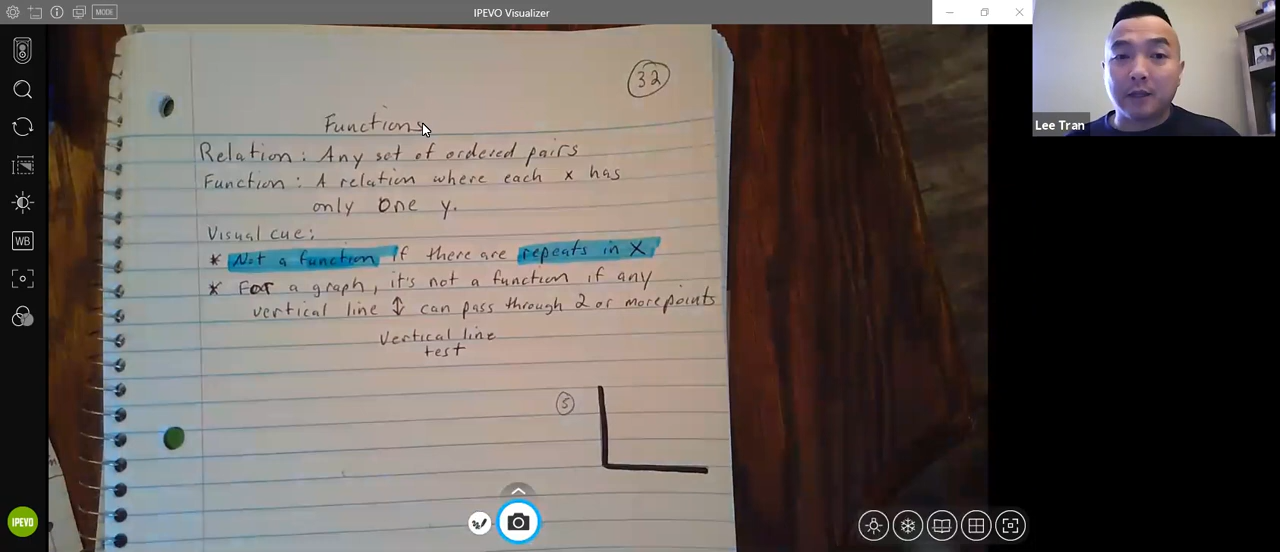 IPEVO Visualizer
MODE
WB
IPEVO
Lee Tran
32
Functions
Relation: Any set of ordered pairs
Function: A relation where each x has
only one y.
Visual cue:
* Not a function if there are repeats in X
* For a graph, it's not a function if any
vertical line ↕ can pass through 2 or more points
Vertical line
test
5